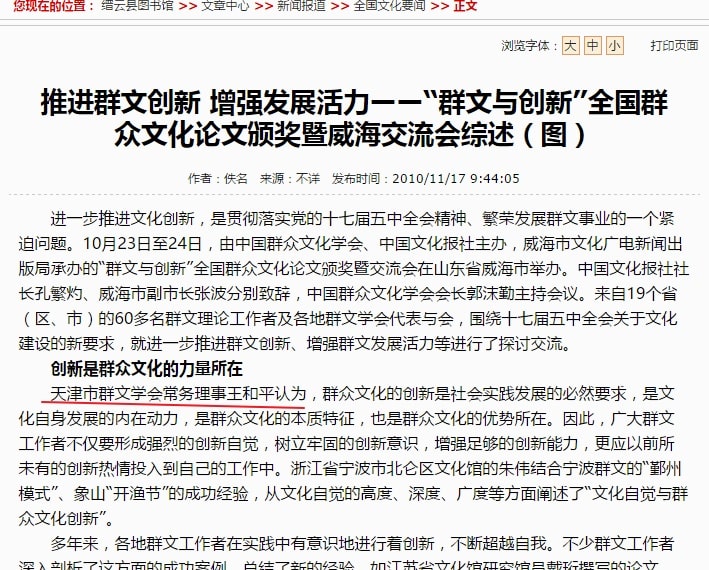 您现在的位置： 缙云县图书馆 >> 文章中心 >> 新闻报道 >> 全国文化要闻 >> 正文
浏览字体： 大 中 小 打印页面
推进群文创新 增强发展活力——“群文与创新”全国群
众文化论文颁奖暨威海交流会综述（图）
作者：佚名 来源：不详 发布时间：2010/11/17 9:44:05
进一步推进文化创新，是贯彻落实党的十七届五中全会精神、繁荣发展群文事业的一个紧
迫问题。10月23日至24日，由中国群众文化学会、中国文化报社主办，威海市文化广电新闻出
版局承办的“群文与创新”全国群众文化论文颁奖暨交流会在山东省威海市举办。中国文化报社社
长孔繁灼、威海市副市长张波分别致辞，中国群众文化学会会长郭沫勤主持会议。来自19个省
（区、市）的60多名群文理论工作者及各地群文学会代表与会，围绕十七届五中全会关于文化
建设的新要求，就进一步推进群文创新、增强群文发展活力等进行了探讨交流。
创新是群众文化的力量所在
天津市群文学会常务理事王和平认为，群众文化的创新是社会实践发展的必然要求，是文
化自身发展的内在动力，是群众文化的本质特征，也是群众文化的优势所在。因此，广大群文
工作者不仅要形成强烈的创新自觉，树立牢固的创新意识，增强足够的创新能力，更应以前所
未有的创新热情投入到自己的工作中。浙江省宁波市北仑区文化馆的朱伟结合宁波群文的“鄞州
模式”、象山“开渔节”的成功经验，从文化自觉的高度、深度、广度等方面阐述了“文化自觉与群
众文化创新”。
多年来，各地群文工作者在实践中有意识地进行着创新，不断超越自我。不少群文工作者
深入剖析了这方面的成功案例，总结了新的经验。如江苏省文化馆研究馆员戴珩撰写的论文